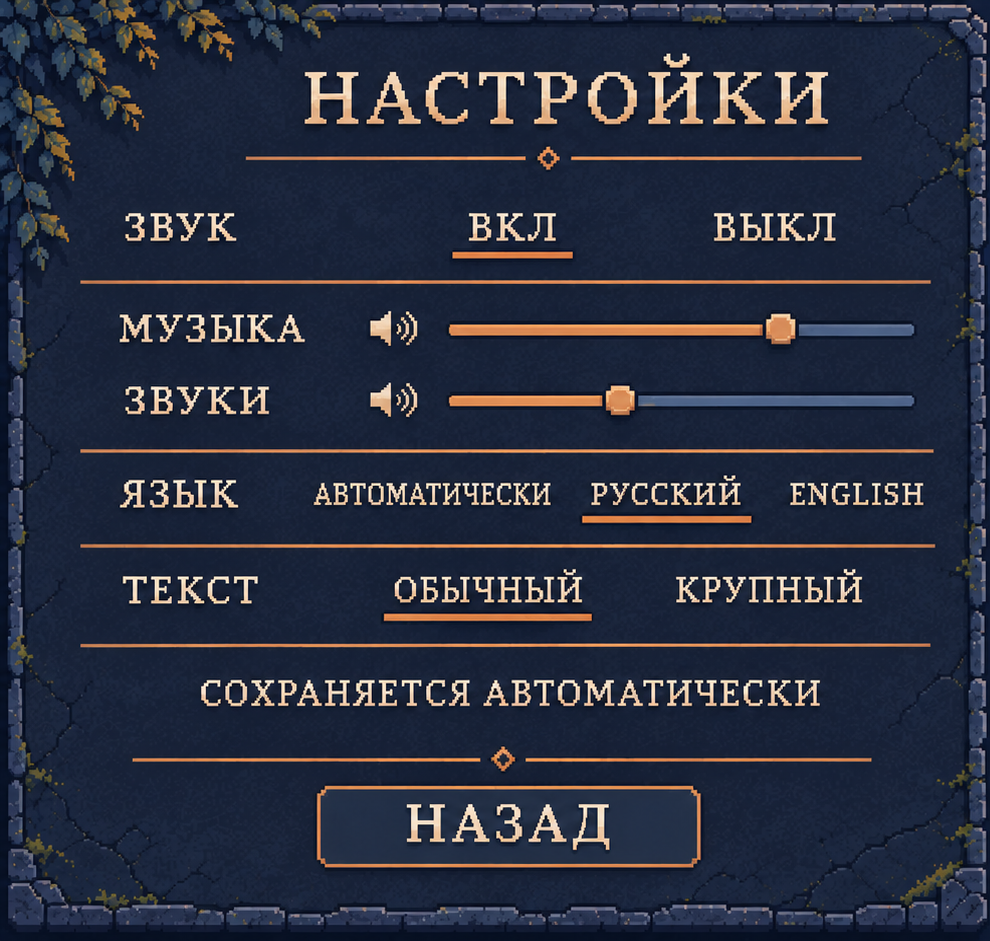 НАСТРОЙКИ
ЗВУК ВКЛ ВЫКЛ
МУЗЫКА
ЗВУКИ
ЯЗЫК АВТОМАТИЧЕСКИ РУССКИЙ ENGLISH
ТЕКСТ ОБЫЧНЫЙ КРУПНЫЙ
СОХРАНЯЕТСЯ АВТОМАТИЧЕСКИ
НАЗАД